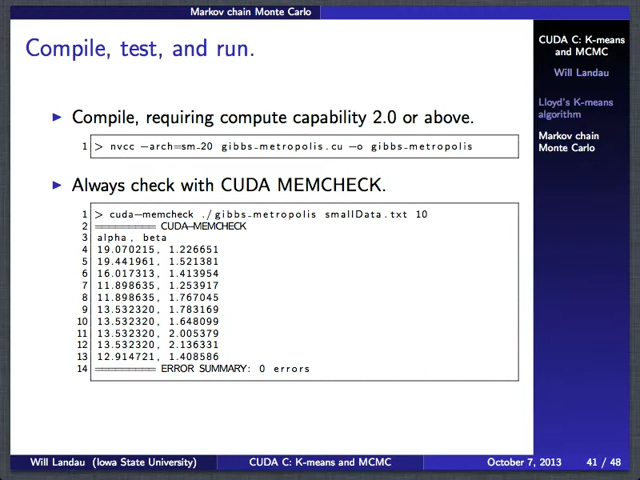 Markov chain Monte Carlo
Compile, test, and run.
CUDA C: K-means
and MCMC
Will Landau
Lloyd's K-means
algorithm
Markov chain
Monte Carlo
▶ Compile, requiring compute capability 2.0 or above.
1 > nvcc -arch=sm_20 gibbs_metropolis.cu -o gibbs_metropolis
▶ Always check with CUDA MEMCHECK.
1 > cuda-memcheck ./gibbs_metropolis smallData.txt 10
2 ========= CUDA-MEMCHECK
3 alpha, beta
4 19.070215, 1.226651
5 19.441961, 1.521381
6 16.017313, 1.413954
7 11.898635, 1.253917
8 11.898635, 1.767045
9 13.532320, 1.783169
10 13.532320, 1.648099
11 13.532320, 2.005379
12 13.532320, 2.136331
13 12.914721, 1.408586
14 ========= ERROR SUMMARY: 0 errors
Will Landau (Iowa State University) CUDA C: K-means and MCMC October 7, 2013 41 / 48